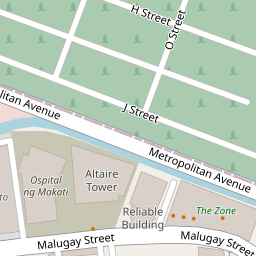 H Street
O Street
J Street
litan Avenue
Metropolitan Avenue
Altaire
Tower
Ospital
ng Makati
Reliable
Building
The Zone
Malugay Street
Malugay Street